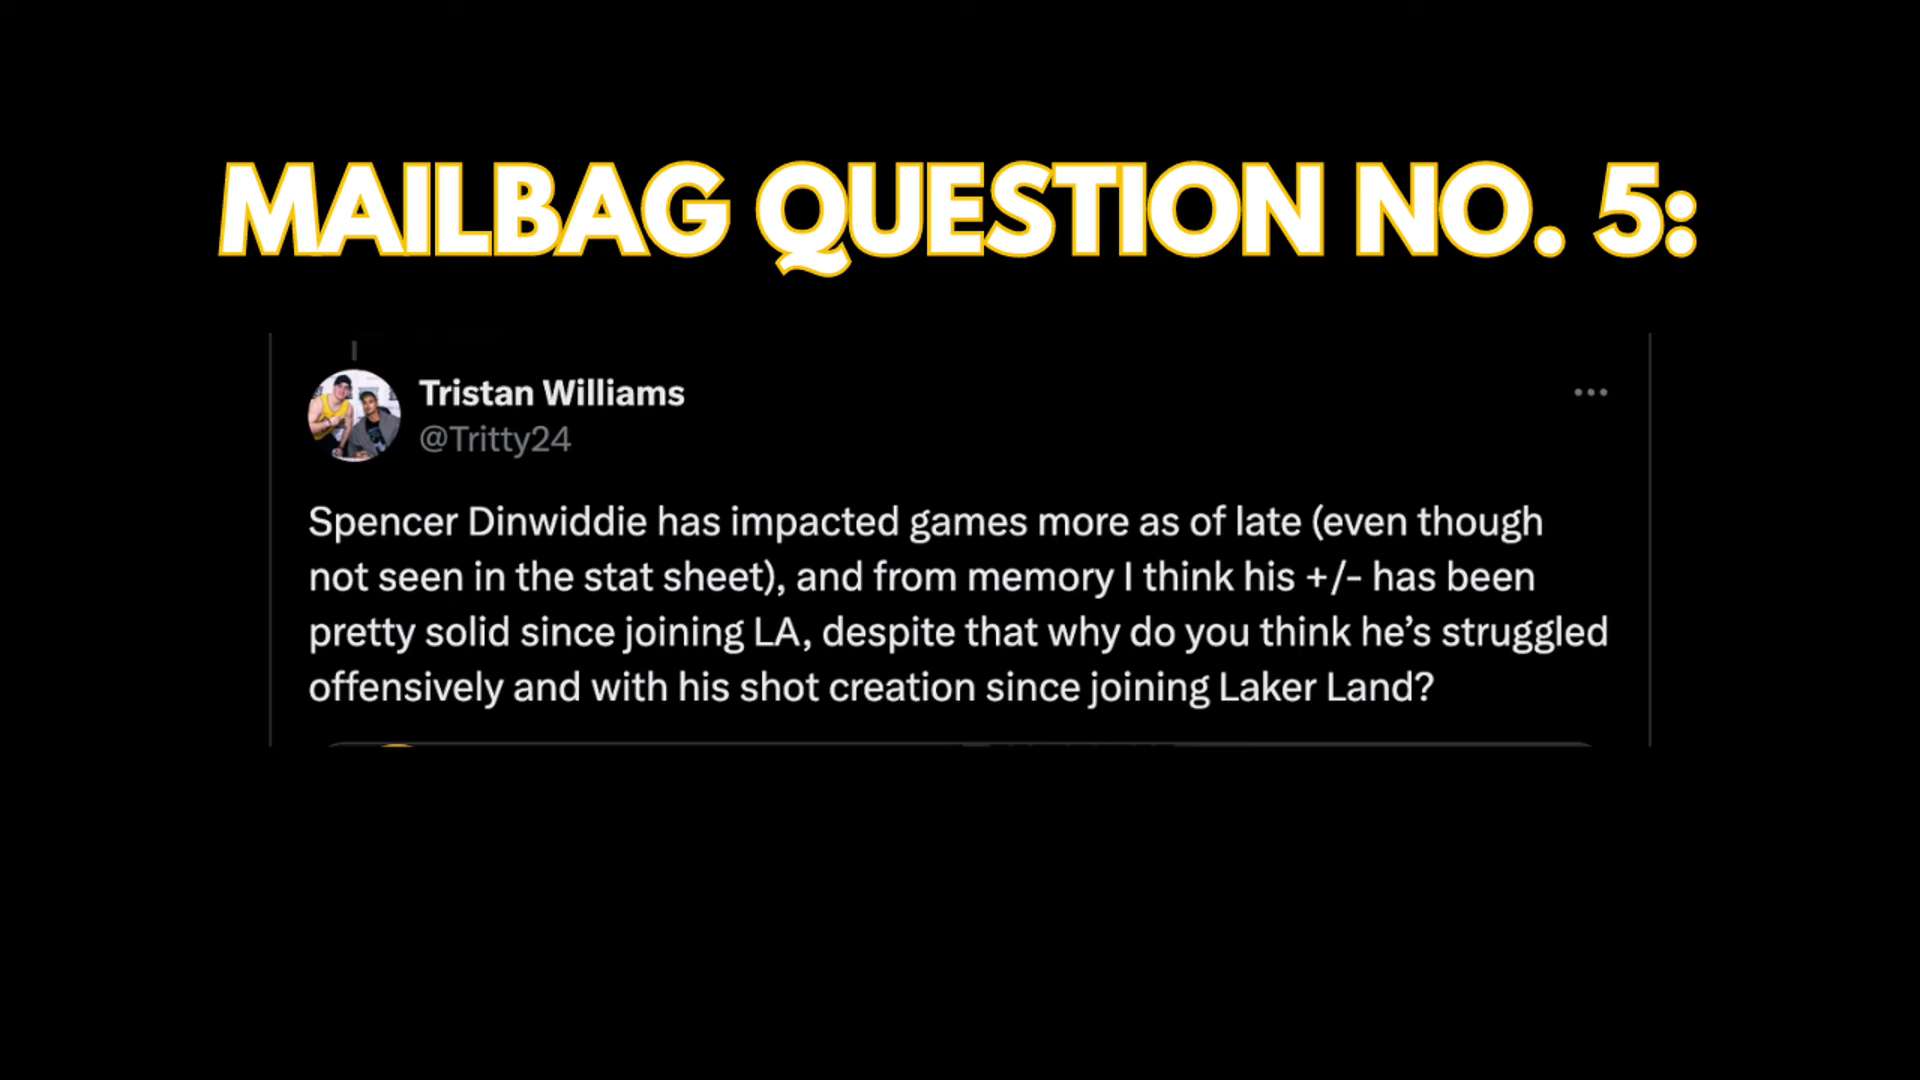 MAILBAG QUESTION NO. 5:
Tristan Williams
@Tritty24
Spencer Dinwiddie has impacted games more as of late (even though
not seen in the stat sheet), and from memory I think his +/- has been
pretty solid since joining LA, despite that why do you think he’s struggled
offensively and with his shot creation since joining Laker Land?